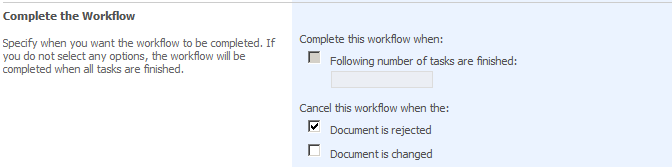 Complete the Workflow
Specify when you want the workflow to be completed. If
you do not select any options, the workflow will be
completed when all tasks are finished.
Complete this workflow when:
Following number of tasks are finished:
Cancel this workflow when the:
Document is rejected
Document is changed